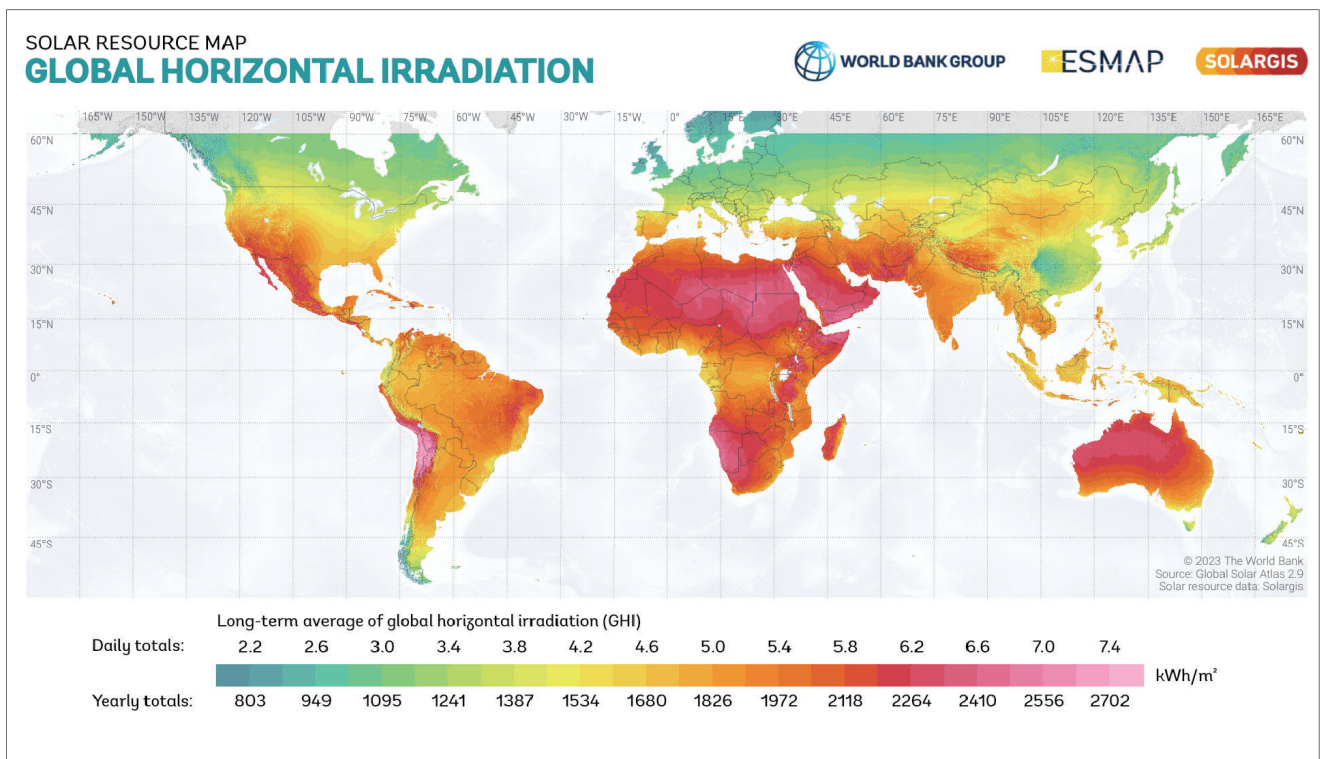 SOLAR RESOURCE MAP
GLOBAL HORIZONTAL IRRADIATION
WORLD BANK GROUP
ESMAP
SOLARGIS
165°W 150°W 135°W 120°W 105°W 90°W 75°W 60°W 45°W 30°W 15°W 0° 15°E 30°E 45°E 60°E 75°E 90°E 105°E 120°E 135°E 150°E 165°E
60°N 60°N
45°N 45°N
30°N 30°N
15°N 15°N
0° 0°
15°S 15°S
30°S 30°S
45°S 45°S
© 2023 The World Bank
Source: Global Solar Atlas 2.9
Solar resource data: Solargis
Long-term average of global horizontal irradiation (GHI)
Daily totals: 2.2 2.6 3.0 3.4 3.8 4.2 4.6 5.0 5.4 5.8 6.2 6.6 7.0 7.4
kWh/m²
Yearly totals: 803 949 1095 1241 1387 1534 1680 1826 1972 2118 2264 2410 2556 2702